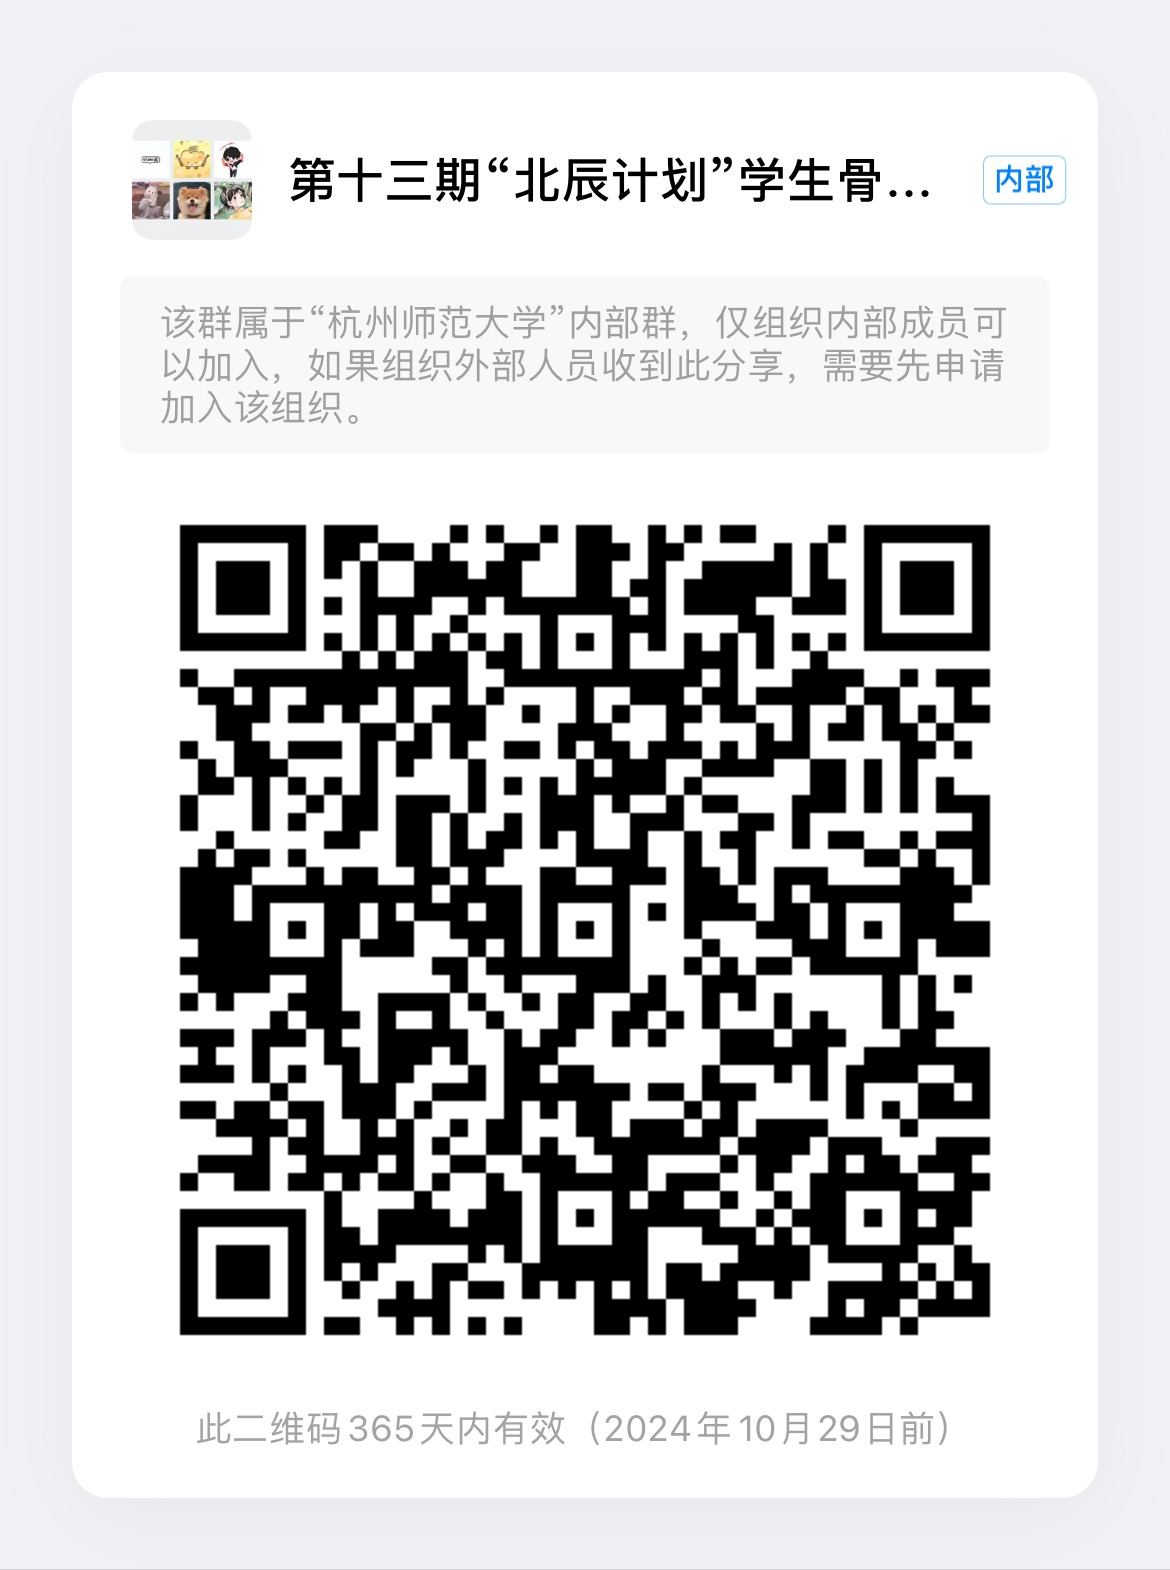 第十三期“北辰计划”学生骨...
内部
该群属于“杭州师范大学”内部群，仅组织内部成员可
以加入，如果组织外部人员收到此分享，需要先申请
加入该组织。
此二维码365天内有效（2024年10月29日前）